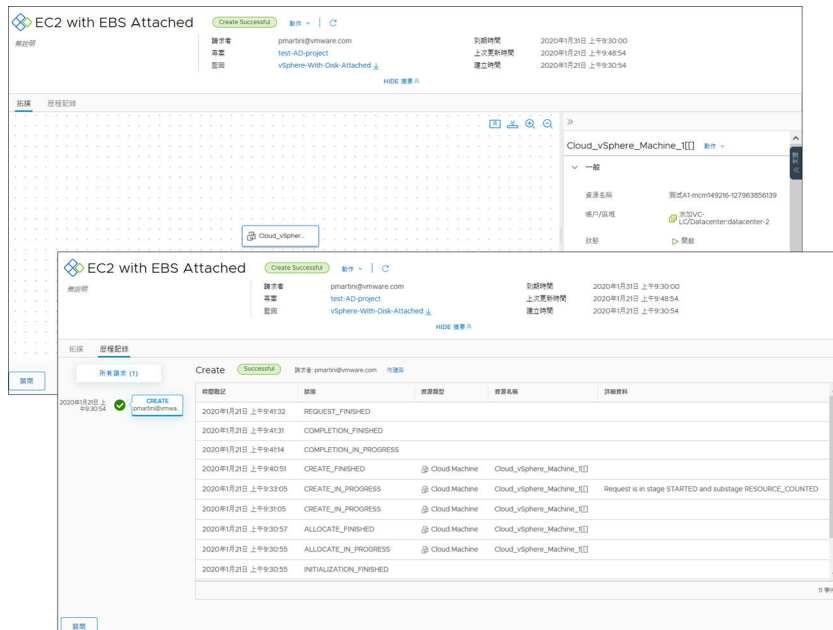 EC2 with EBS Attached Create Successful 動作
無說明
請求者 pmartini@vmware.com 到期時間 2020年1月31日 上午9:30:00
專案 test-AD-project 上次更新時間 2020年1月21日 上午9:48:54
藍圖 vSphere-With-Disk-Attached 建立時間 2020年1月21日 上午9:30:54
HIDE 摘要
拓撲 歷程記錄
Cloud_vSphere_Machine_1[[] 動作
一般
資源名稱 測試A1-mcm149216-127963856139
帳戶/區域 添加VC-LC/Datacenter:datacenter-2
狀態 開啟
Cloud_vSpher...
支援
關閉
EC2 with EBS Attached Create Successful 動作
無說明
請求者 pmartini@vmware.com 到期時間 2020年1月31日 上午9:30:00
專案 test-AD-project 上次更新時間 2020年1月21日 上午9:48:54
藍圖 vSphere-With-Disk-Attached 建立時間 2020年1月21日 上午9:30:54
HIDE 摘要
拓撲 歷程記錄
所有請求 (1)
2020年1月21日 上午9:30:54
CREATE
pmartini@vmwa...
Create Successful 請求者: pmartini@vmware.com 佈建圖
時間戳記 狀態 資源類型 資源名稱 詳細資料
2020年1月21日 上午9:41:32 REQUEST_FINISHED
2020年1月21日 上午9:41:31 COMPLETION_FINISHED
2020年1月21日 上午9:41:14 COMPLETION_IN_PROGRESS
2020年1月21日 上午9:40:51 CREATE_FINISHED Cloud.Machine Cloud_vSphere_Machine_1[[]
2020年1月21日 上午9:33:05 CREATE_IN_PROGRESS Cloud.Machine Cloud_vSphere_Machine_1[[] Request is in stage STARTED and substage RESOURCE_COUNTED
2020年1月21日 上午9:31:05 CREATE_IN_PROGRESS Cloud.Machine Cloud_vSphere_Machine_1[[]
2020年1月21日 上午9:30:57 ALLOCATE_FINISHED Cloud.Machine Cloud_vSphere_Machine_1[[]
2020年1月21日 上午9:30:55 ALLOCATE_IN_PROGRESS Cloud.Machine Cloud_vSphere_Machine_1[[]
2020年1月21日 上午9:30:55 INITIALIZATION_FINISHED
關閉